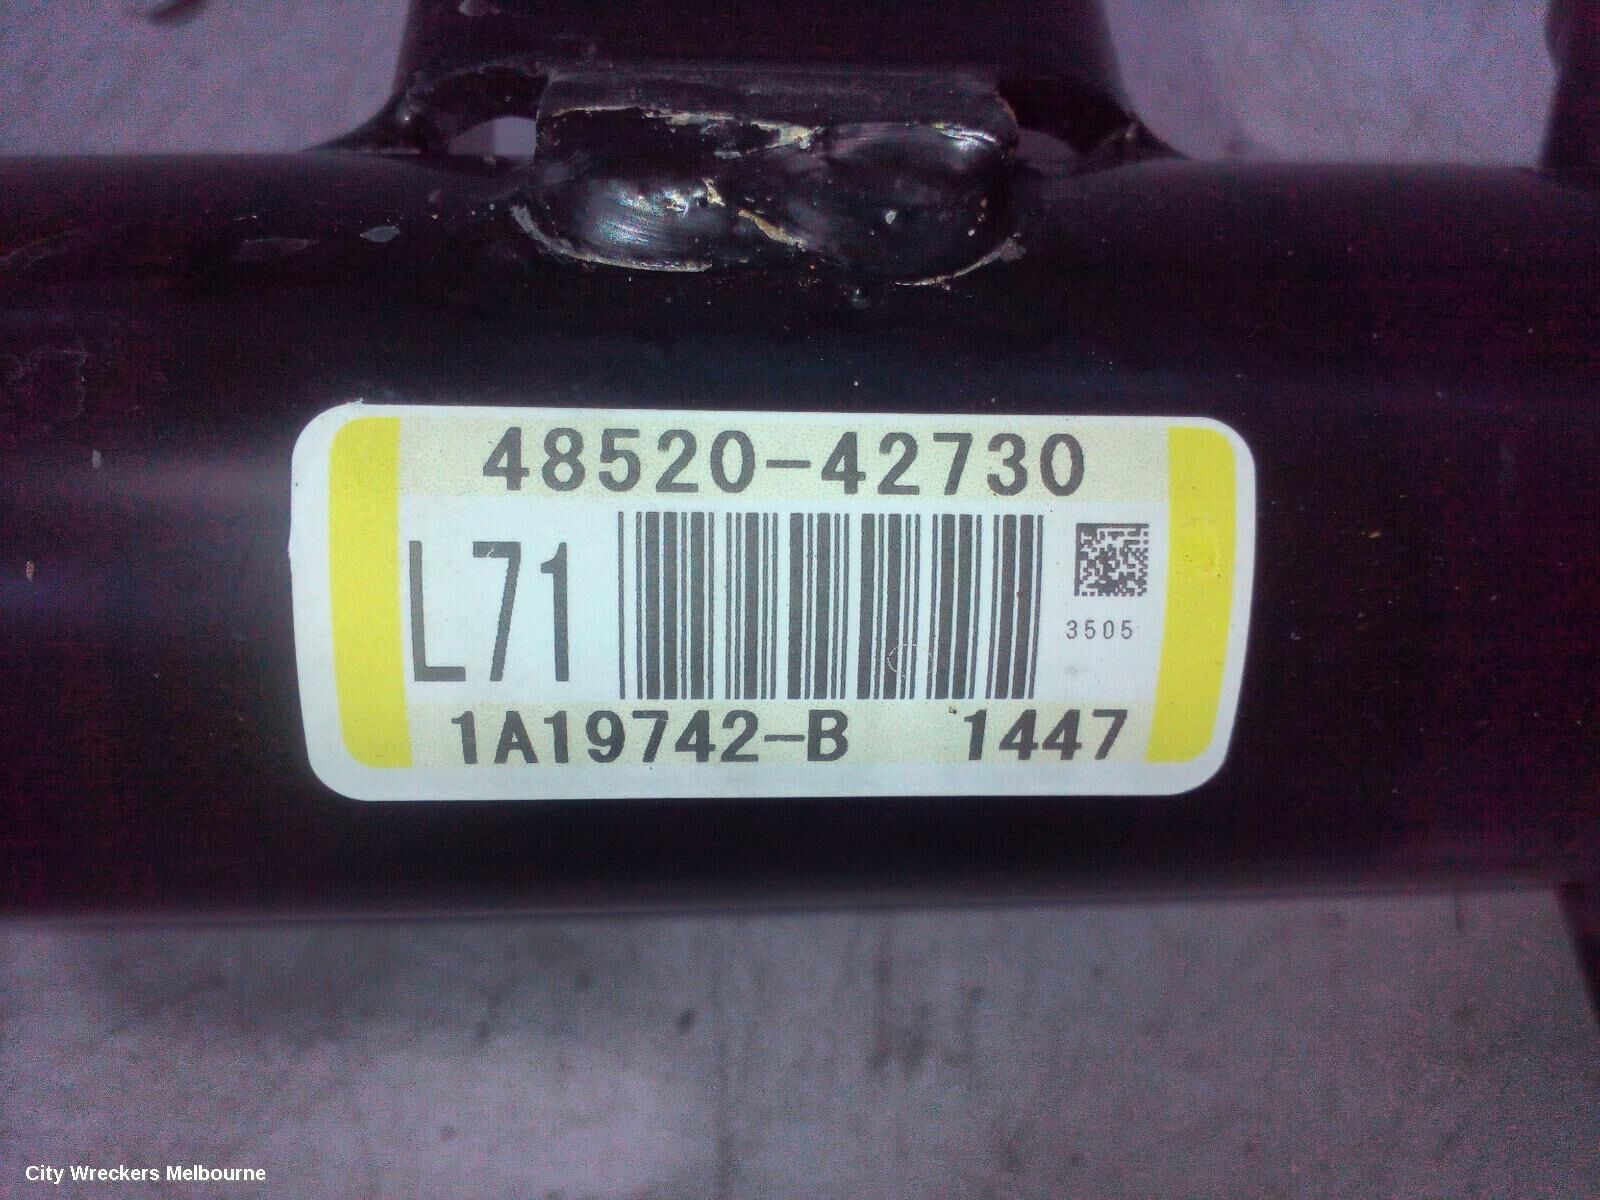 48520-42730
L71
3505
1A19742-B 1447
City Wreckers Melbourne